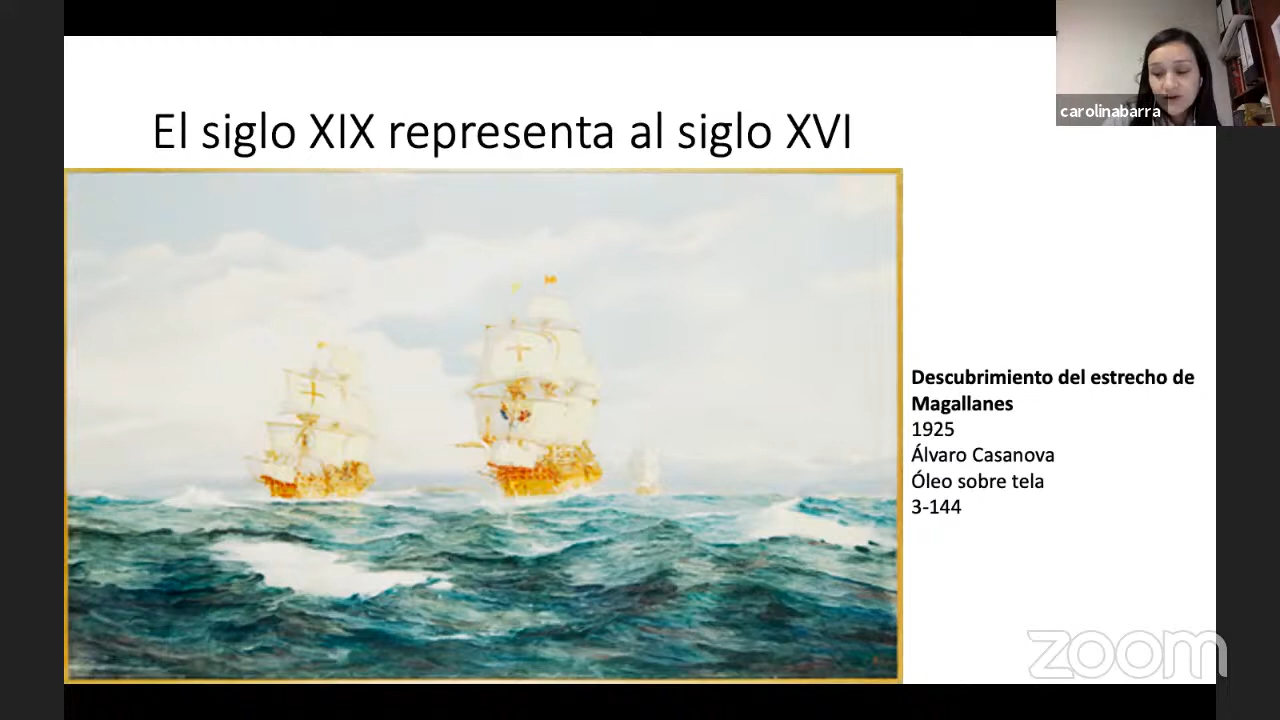 carolinabarra
El siglo XIX representa al siglo XVI
Descubrimiento del estrecho de
Magallanes
1925
Álvaro Casanova
Óleo sobre tela
3-144
zoom